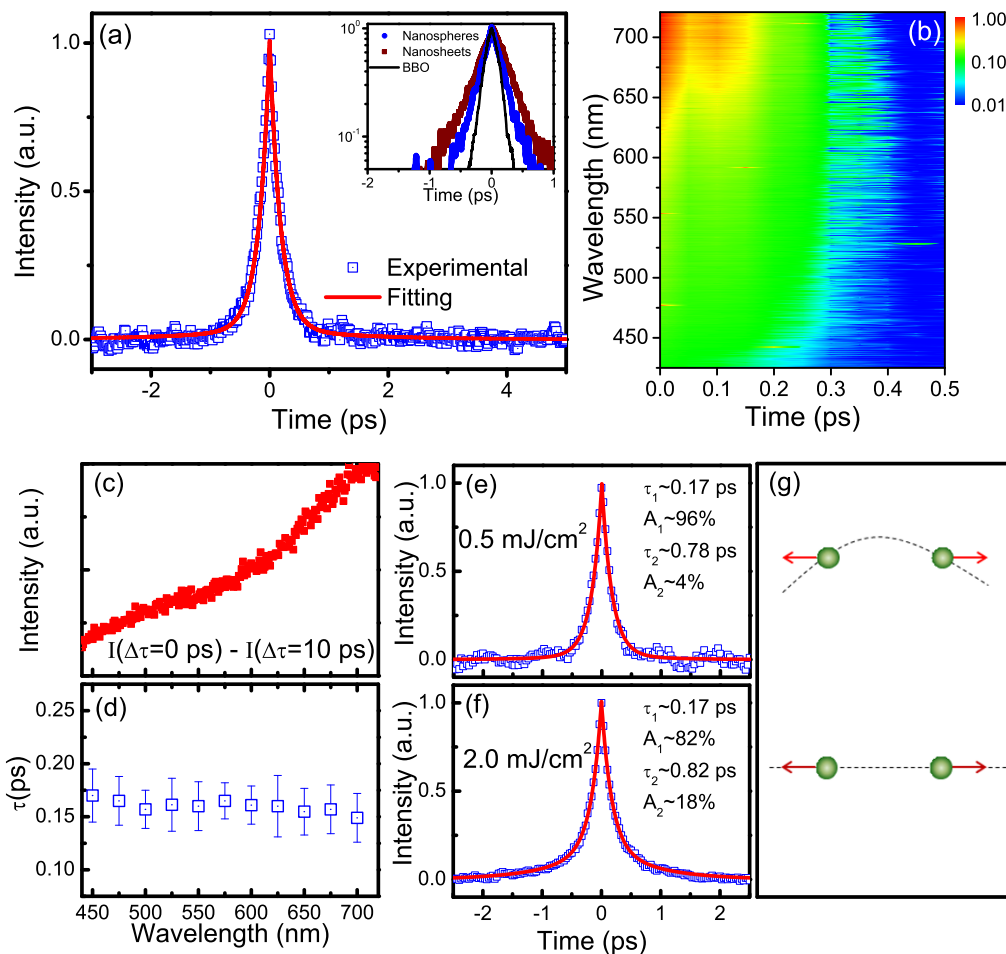 (a)
Intensity (a.u.)
1.0
0.5
0.0
-2 0 2 4
Time (ps)
Experimental
Fitting
10⁰
10⁻¹
Nanospheres
Nanosheets
BBO
-2 -1 0 1
Time (ps)
(b)
Wavelength (nm)
700
650
600
550
500
450
0.0 0.1 0.2 0.3 0.4 0.5
Time (ps)
1.00
0.10
0.01
(c)
Intensity (a.u.)
I(Δτ=0 ps) - I(Δτ=10 ps)
(d)
τ(ps)
0.25
0.20
0.15
0.10
450 500 550 600 650 700
Wavelength (nm)
(e)
Intensity (a.u.)
1.0
0.5
0.0
0.5 mJ/cm²
τ₁~0.17 ps
A₁~96%
τ₂~0.78 ps
A₂~4%
(f)
Intensity (a.u.)
1.0
0.5
0.0
2.0 mJ/cm²
τ₁~0.17 ps
A₁~82%
τ₂~0.82 ps
A₂~18%
-2 -1 0 1 2
Time (ps)
(g)